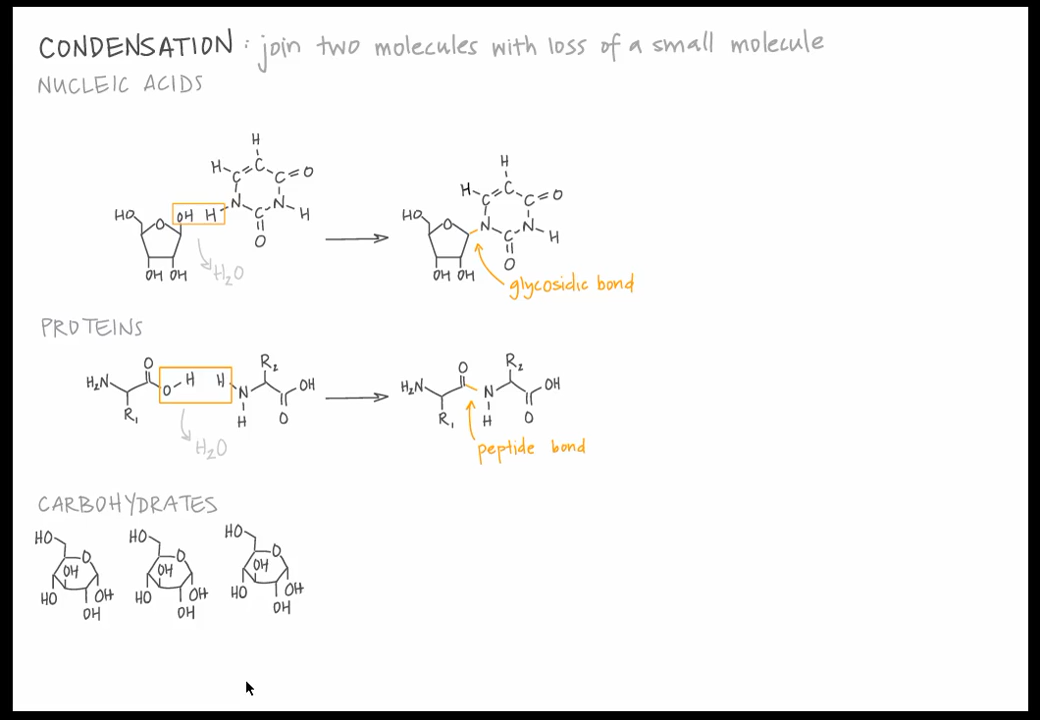 CONDENSATION : join two molecules with loss of a small molecule
NUCLEIC ACIDS
H H
H C C C O H C C C O
HO O OH H N C N H HO O N C N H
O O
OH OH H₂O OH OH glycosidic bond
PROTEINS
H₂N O O H H N R₂ OH H₂N O N R₂ OH
R₁ H O R₁ H O
H₂O peptide bond
CARBOHYDRATES
HO O HO O HO O
OH OH OH
HO OH HO OH HO OH
OH OH OH